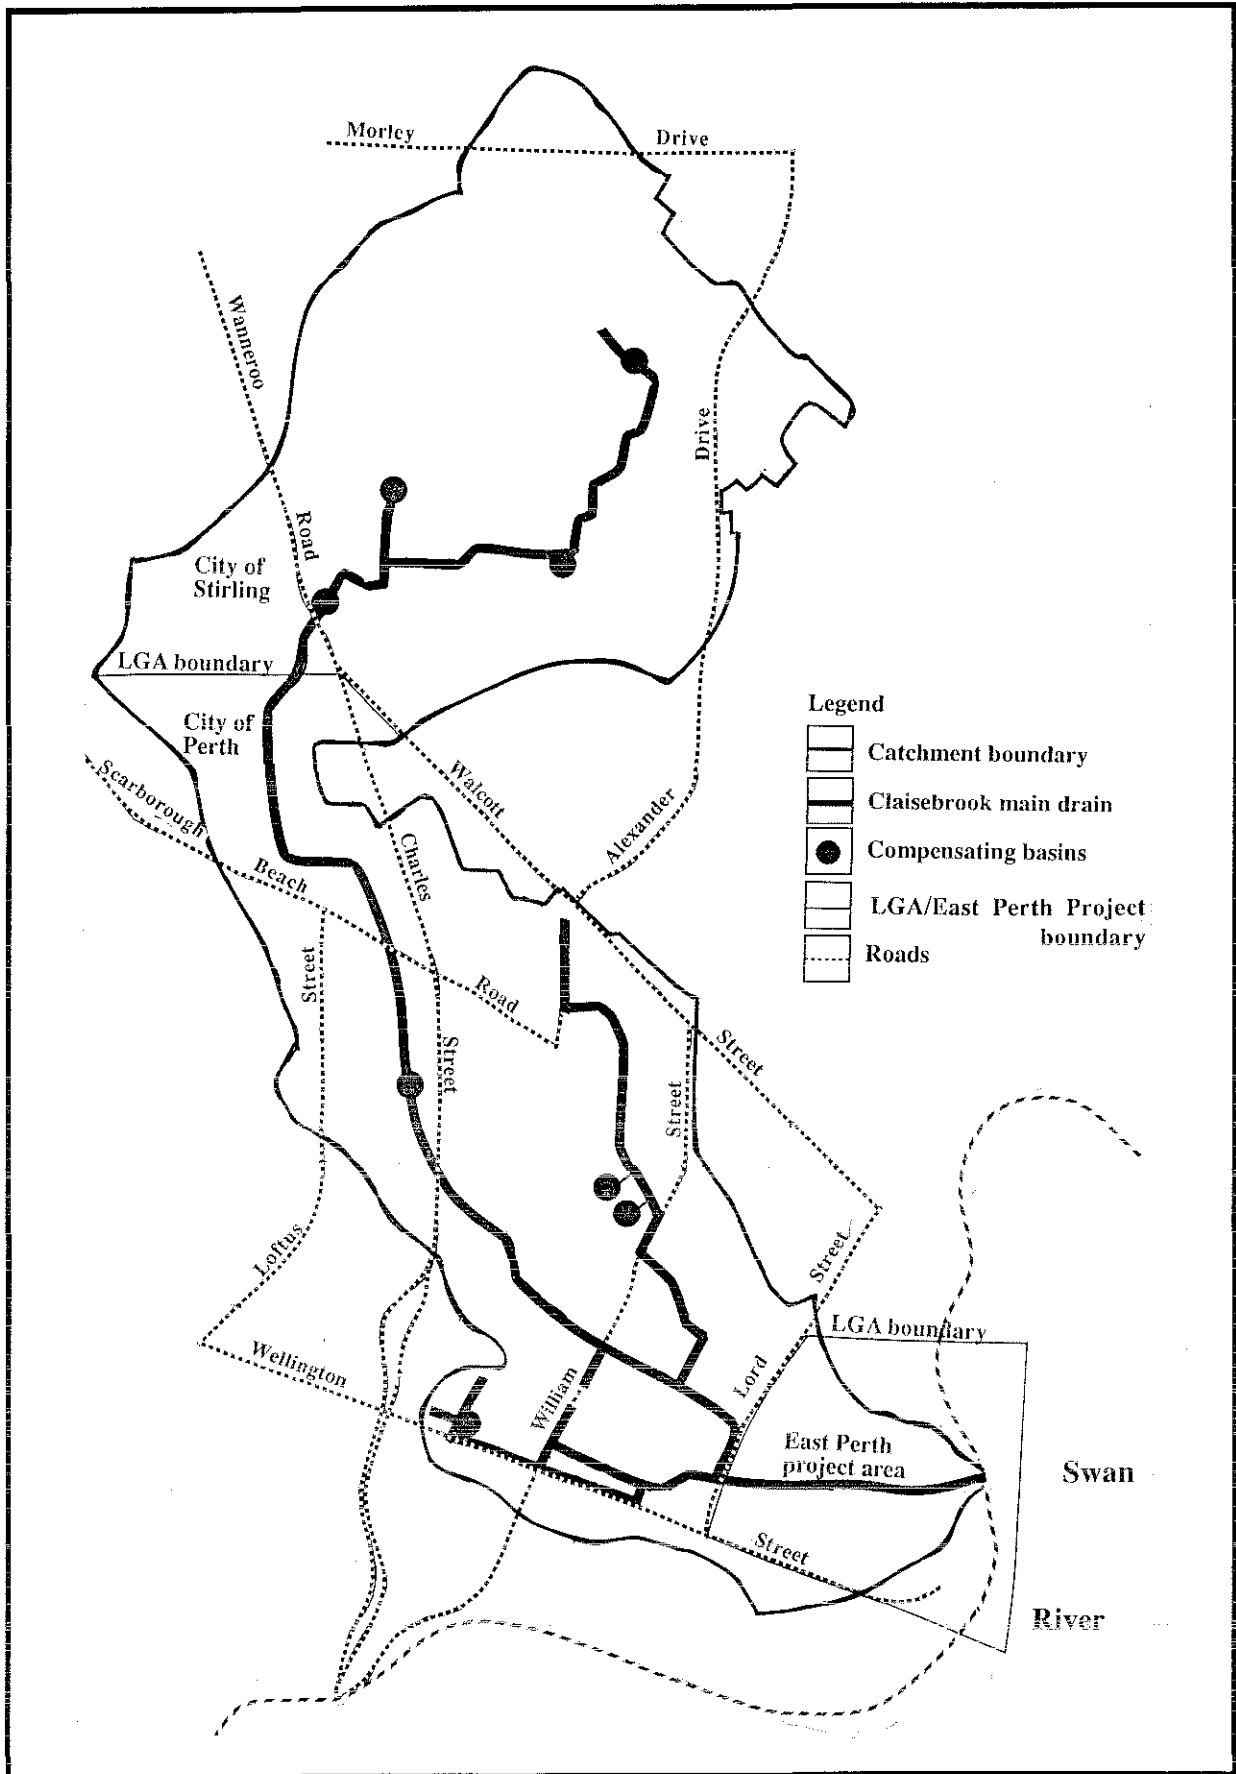 Morley
Drive
Wanneroo
Drive
Road
City of
Stirling
LGA boundary
City of
Perth
Scarborough
Walcott
Alexander
Charles
Beach
Street
Road
Street
Street
Street
Loftus
Street
LGA boundary
Wellington
William
Lord
East Perth
project area
Street
Swan
River
Legend
Catchment boundary
Claisebrook main drain
Compensating basins
LGA/East Perth Project
boundary
Roads